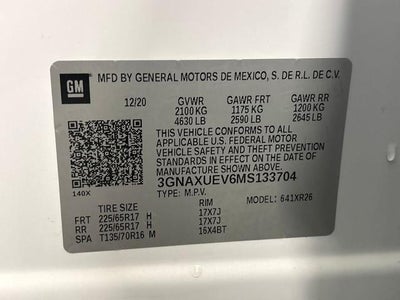 GM
MFD BY GENERAL MOTORS DE MEXICO, S. DE R.L. DE C.V.
12/20 GVWR GAWR FRT GAWR RR
2100 KG 1175 KG 1200 KG
4630 LB 2590 LB 2645 LB
THIS VEHICLE CONFORMS TO ALL
APPLICABLE U.S. FEDERAL MOTOR
VEHICLE SAFETY AND THEFT
PREVENTION STANDARDS IN
EFFECT ON THE DATE OF
MANUFACTURE SHOWN ABOVE.
3GNAXUEV6MS133704
140X TYPE: M.P.V. MODEL: 641XR26
TIRE SIZE RIM
FRT 225/65R17 H 17X7J
RR 225/65R17 H 17X7J
SPA T135/70R16 M 16X4BT